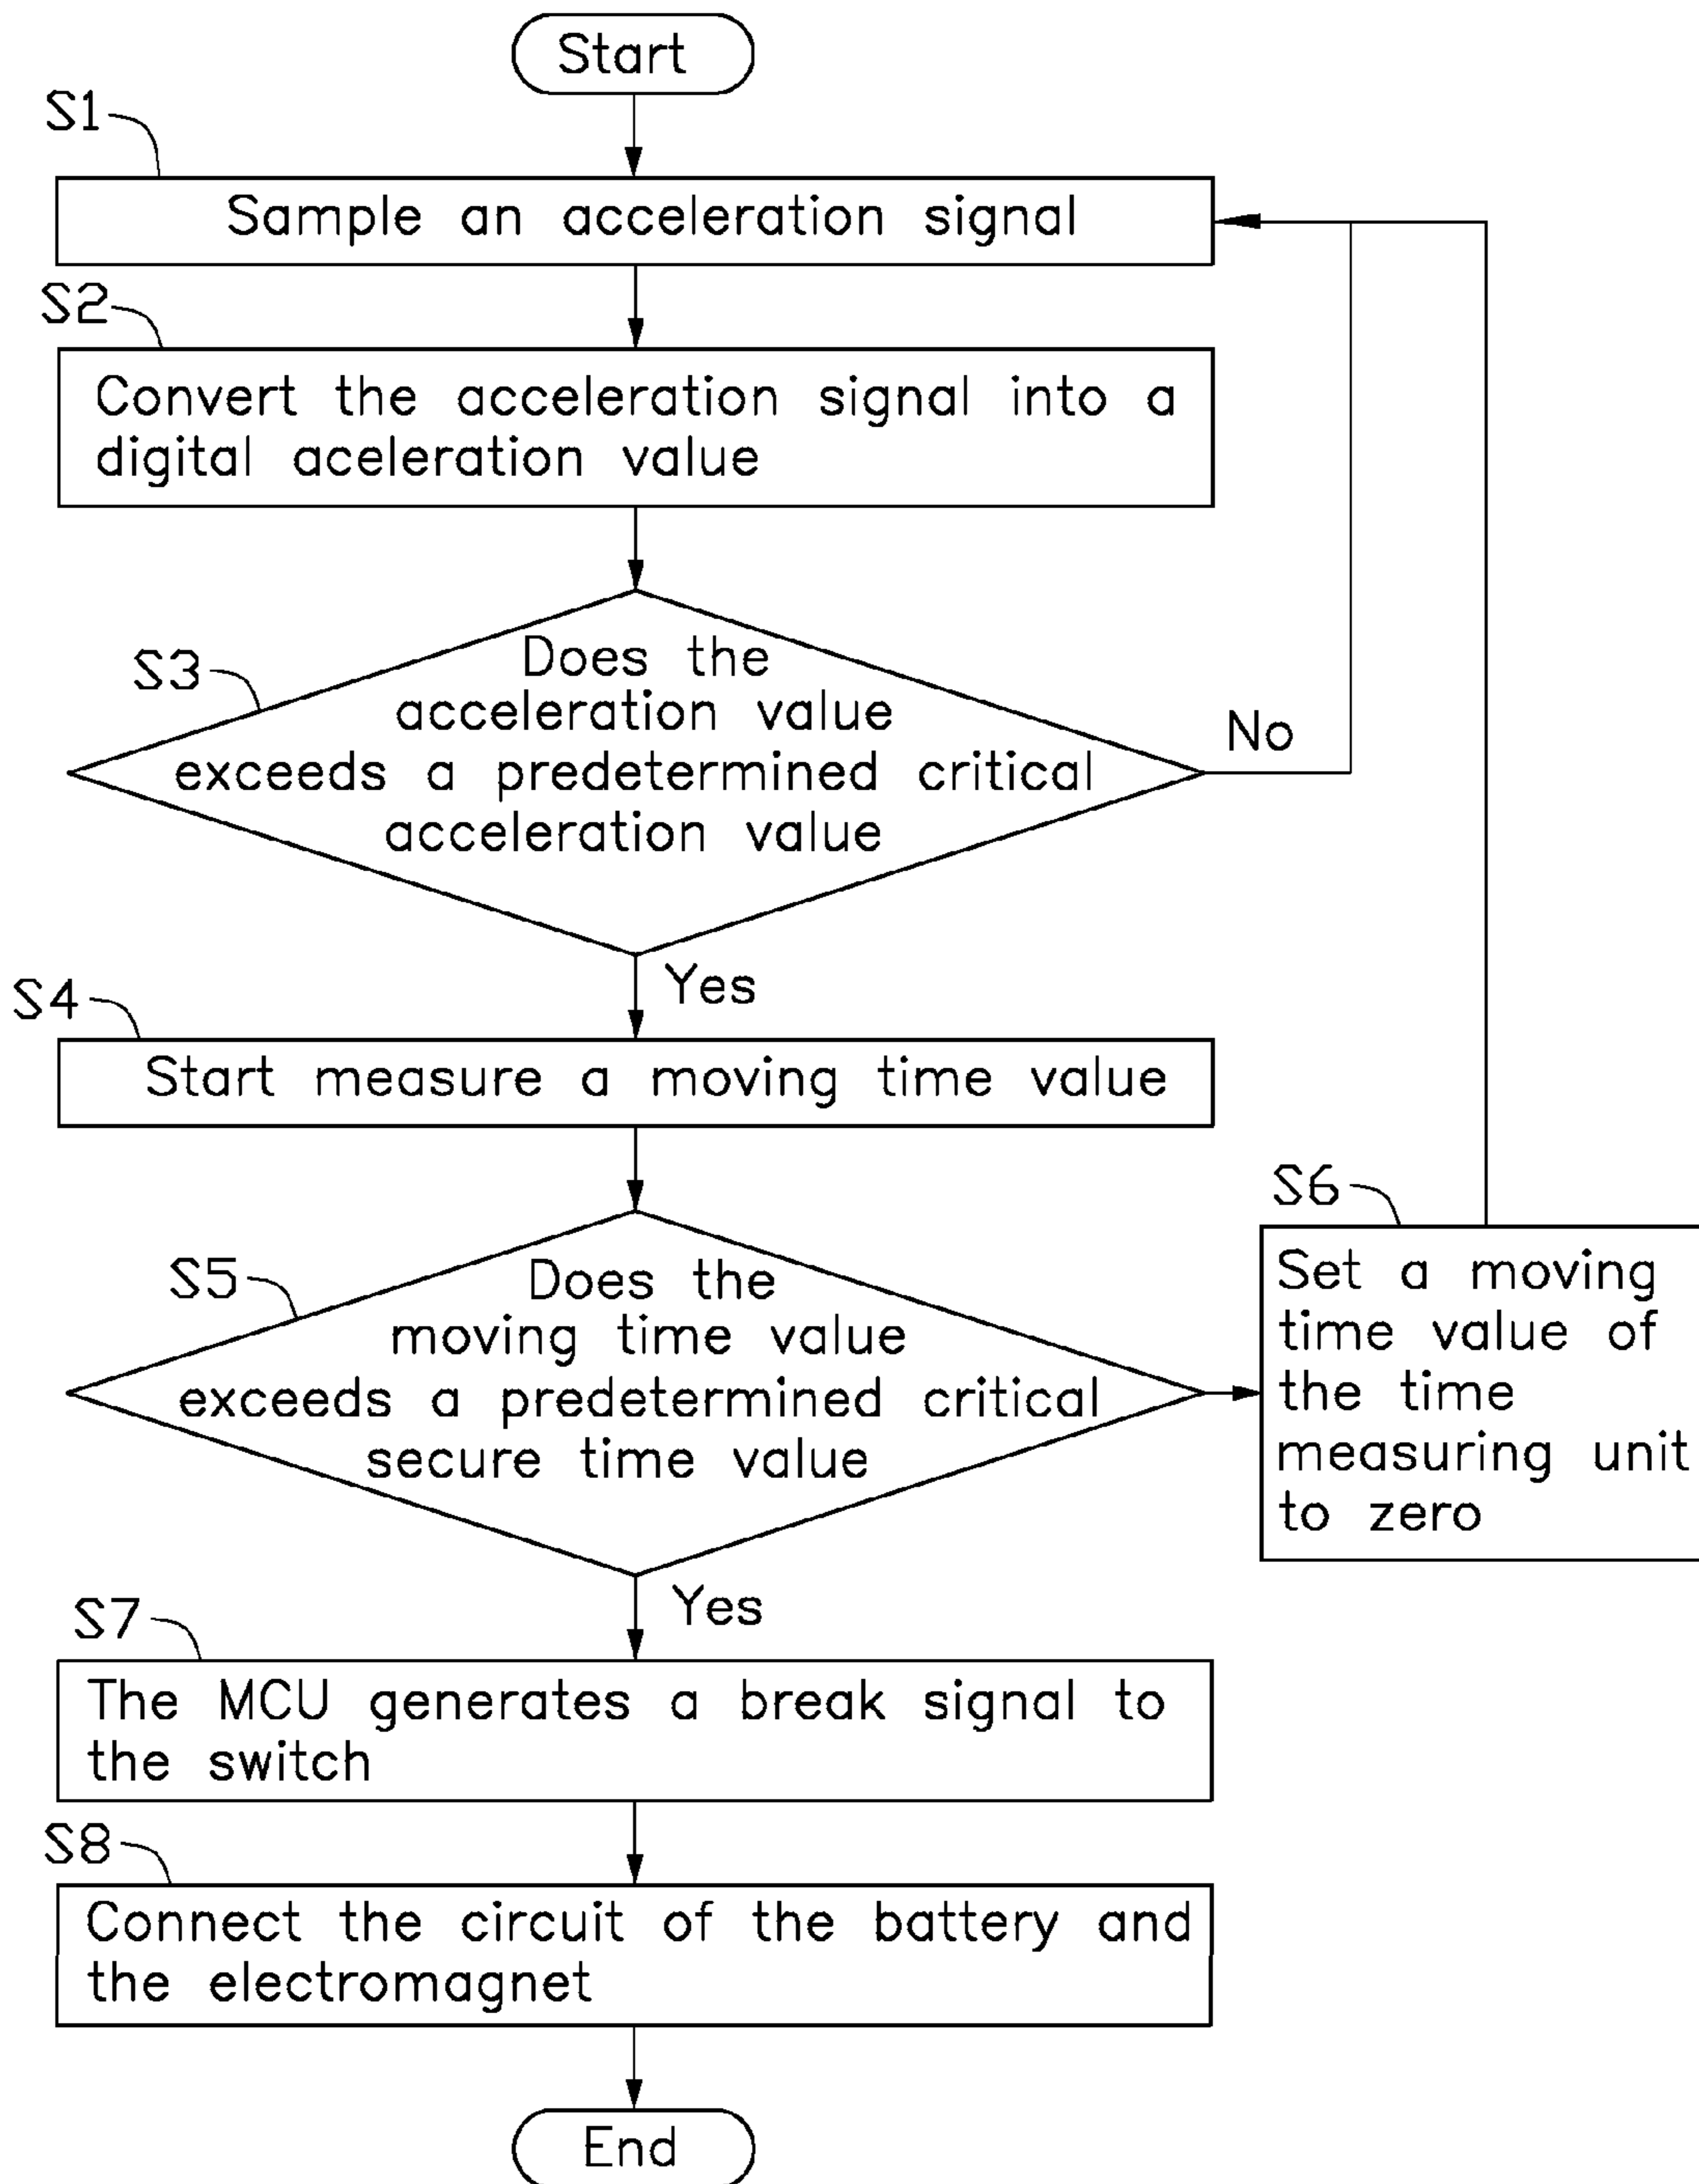 Start
S1
Sample an acceleration signal
S2
Convert the acceleration signal into a
digital aceleration value
S3
Does the
acceleration value
exceeds a predetermined critical
acceleration value
No
Yes
S4
Start measure a moving time value
S5
Does the
moving time value
exceeds a predetermined critical
secure time value
S6
Set a moving
time value of
the time
measuring unit
to zero
Yes
S7
The MCU generates a break signal to
the switch
S8
Connect the circuit of the battery and
the electromagnet
End